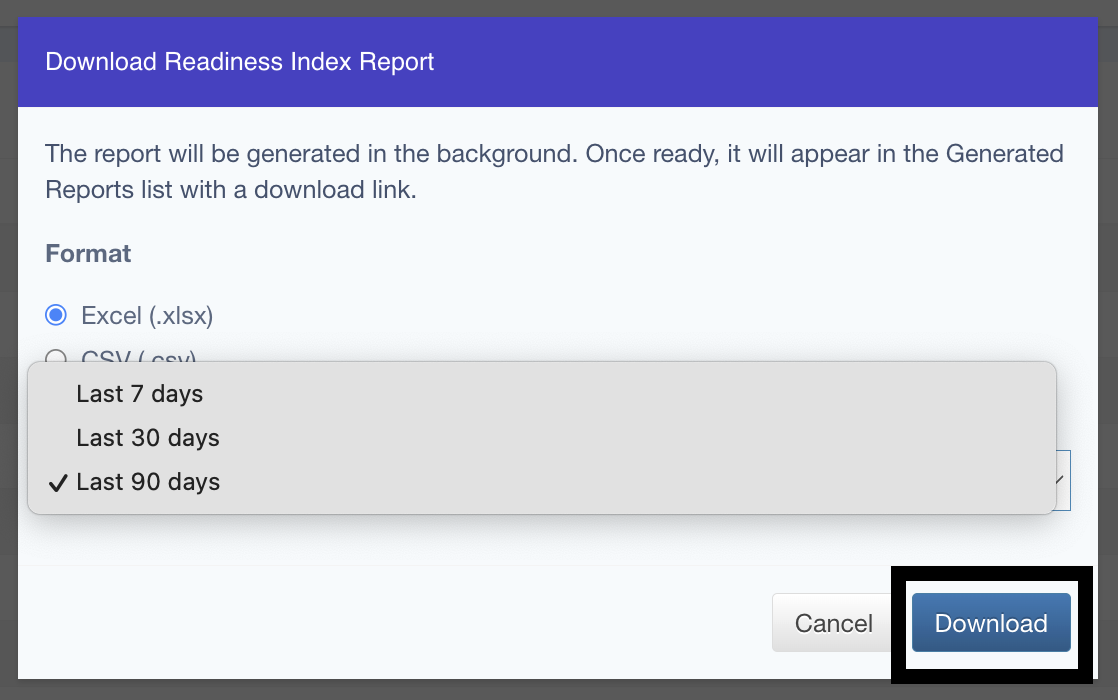 Download Readiness Index Report
The report will be generated in the background. Once ready, it will appear in the Generated
Reports list with a download link.
Format
Excel (.xlsx)
CSV (.csv)
Last 7 days
Last 30 days
Last 90 days
Cancel
Download